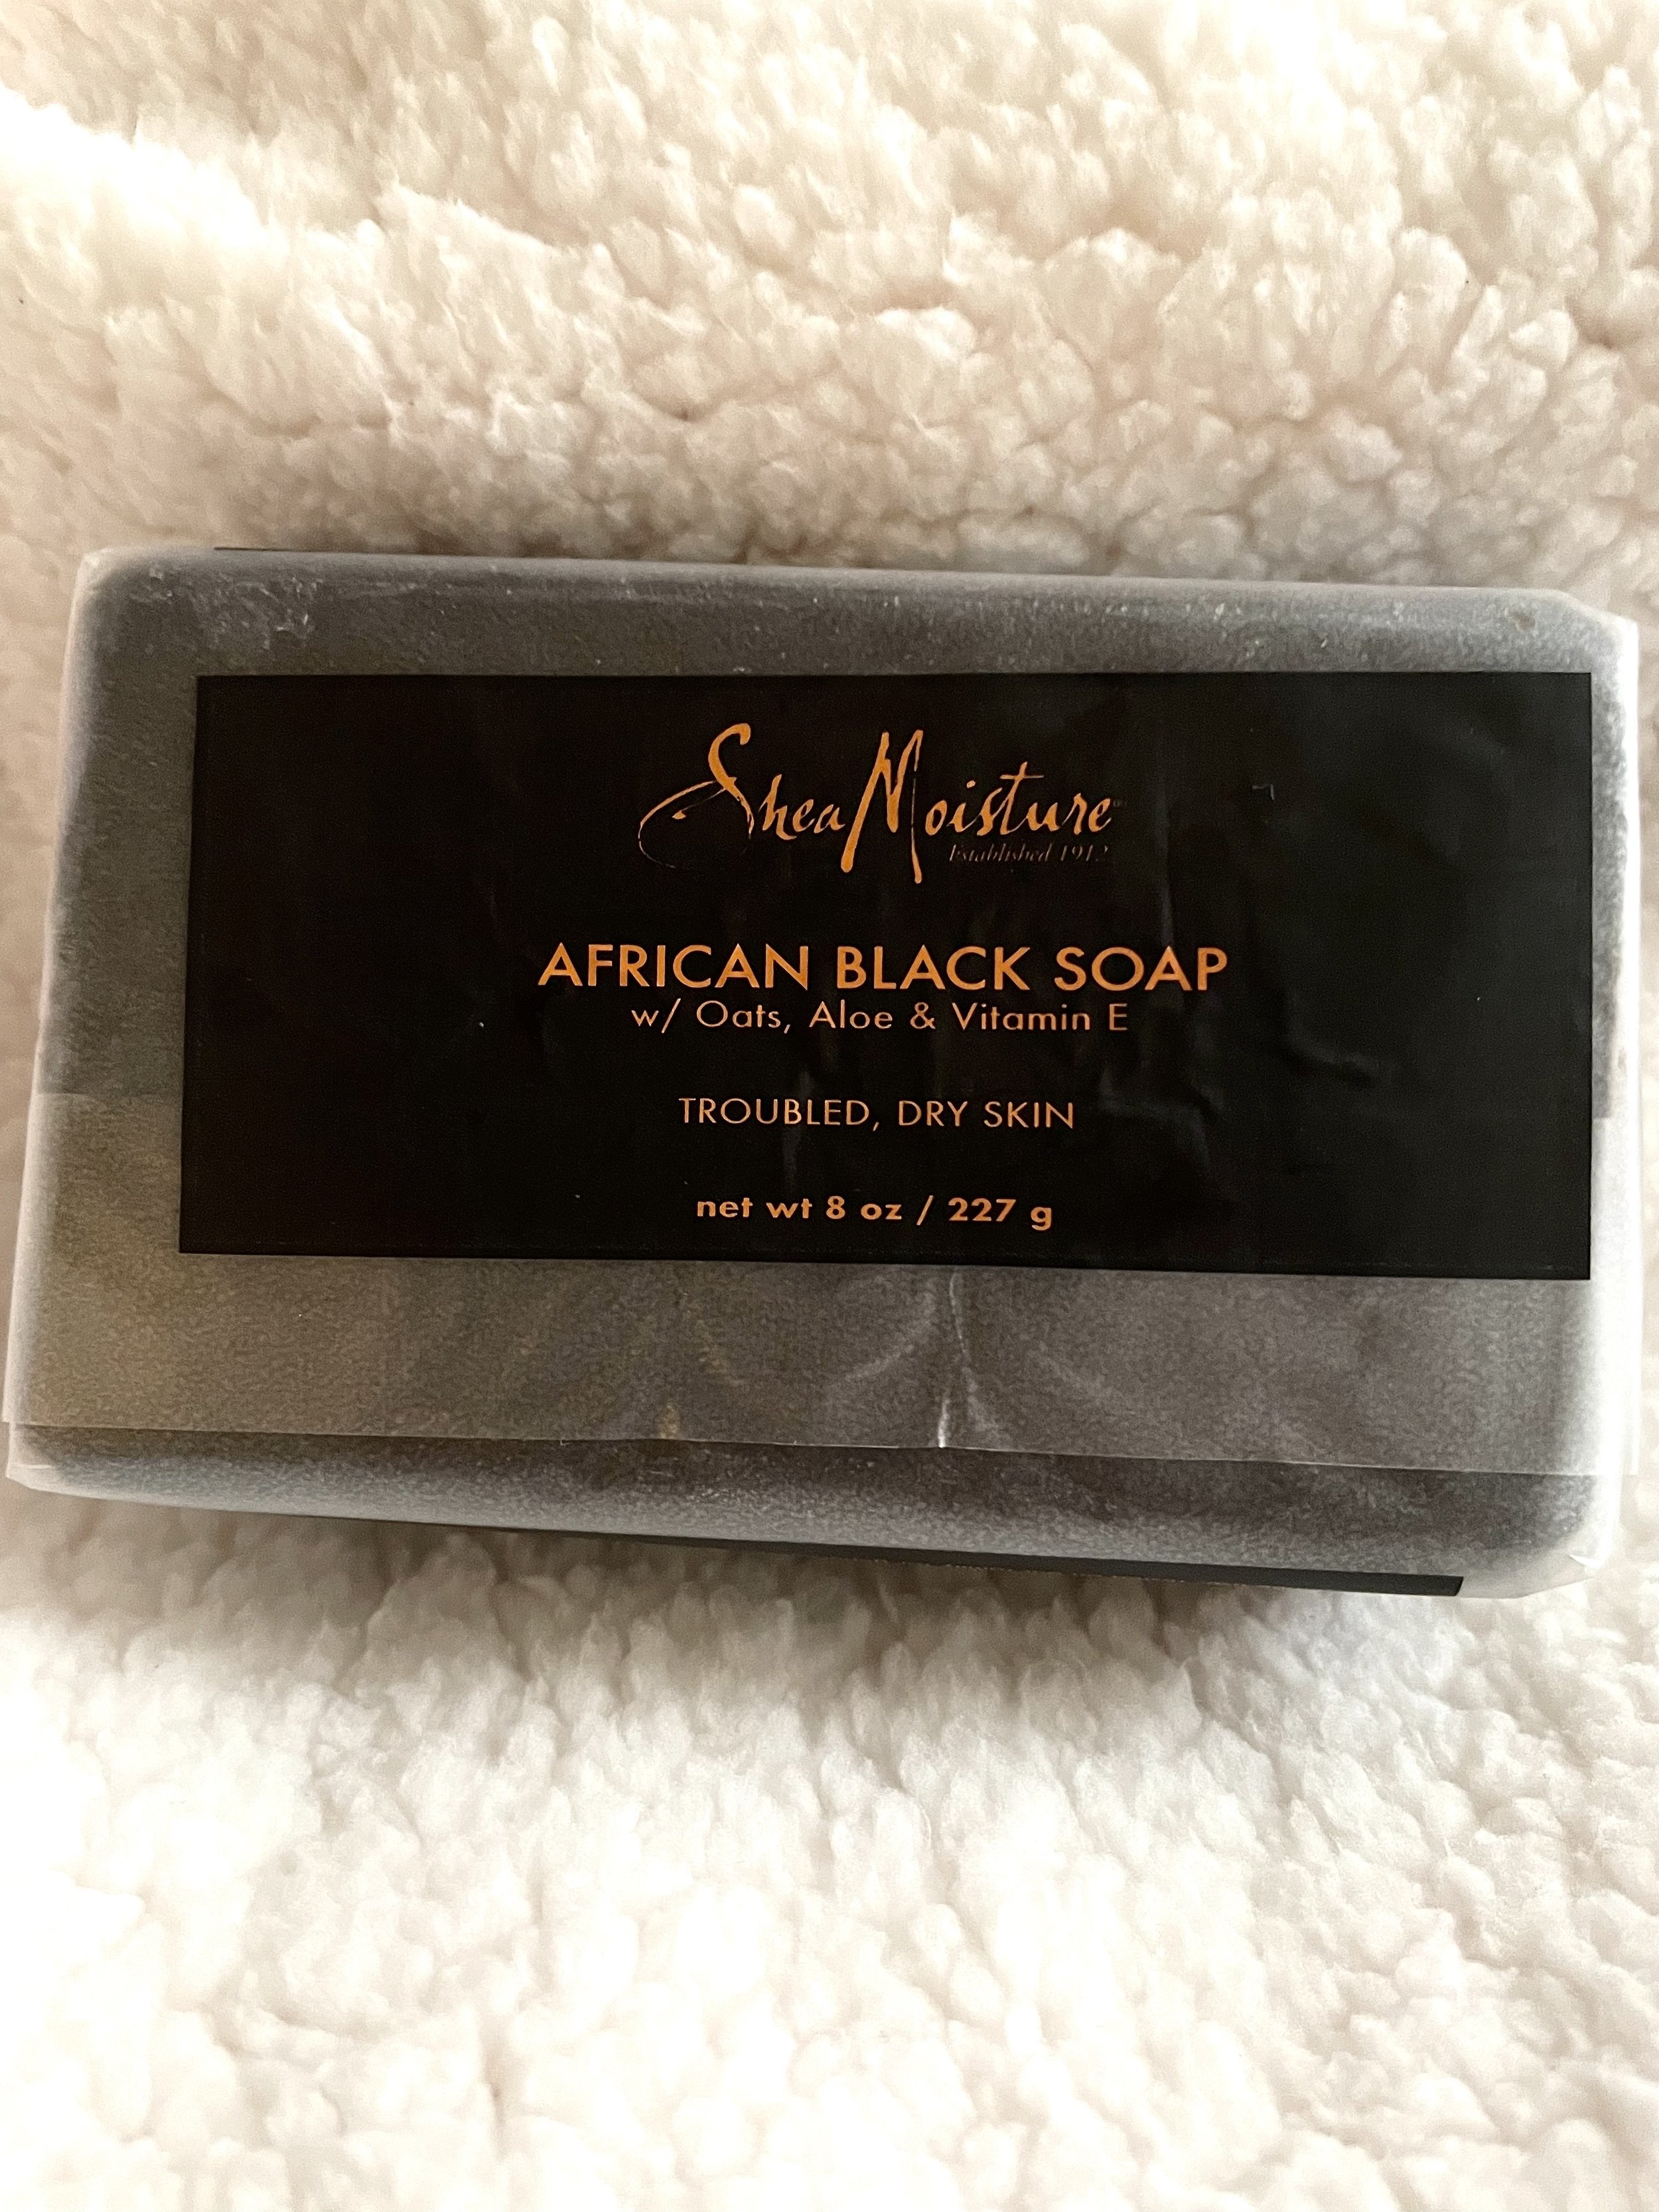 SheaMoisture
Established 1912
AFRICAN BLACK SOAP
w/ Oats, Aloe & Vitamin E
TROUBLED, DRY SKIN
net wt 8 oz / 227 g